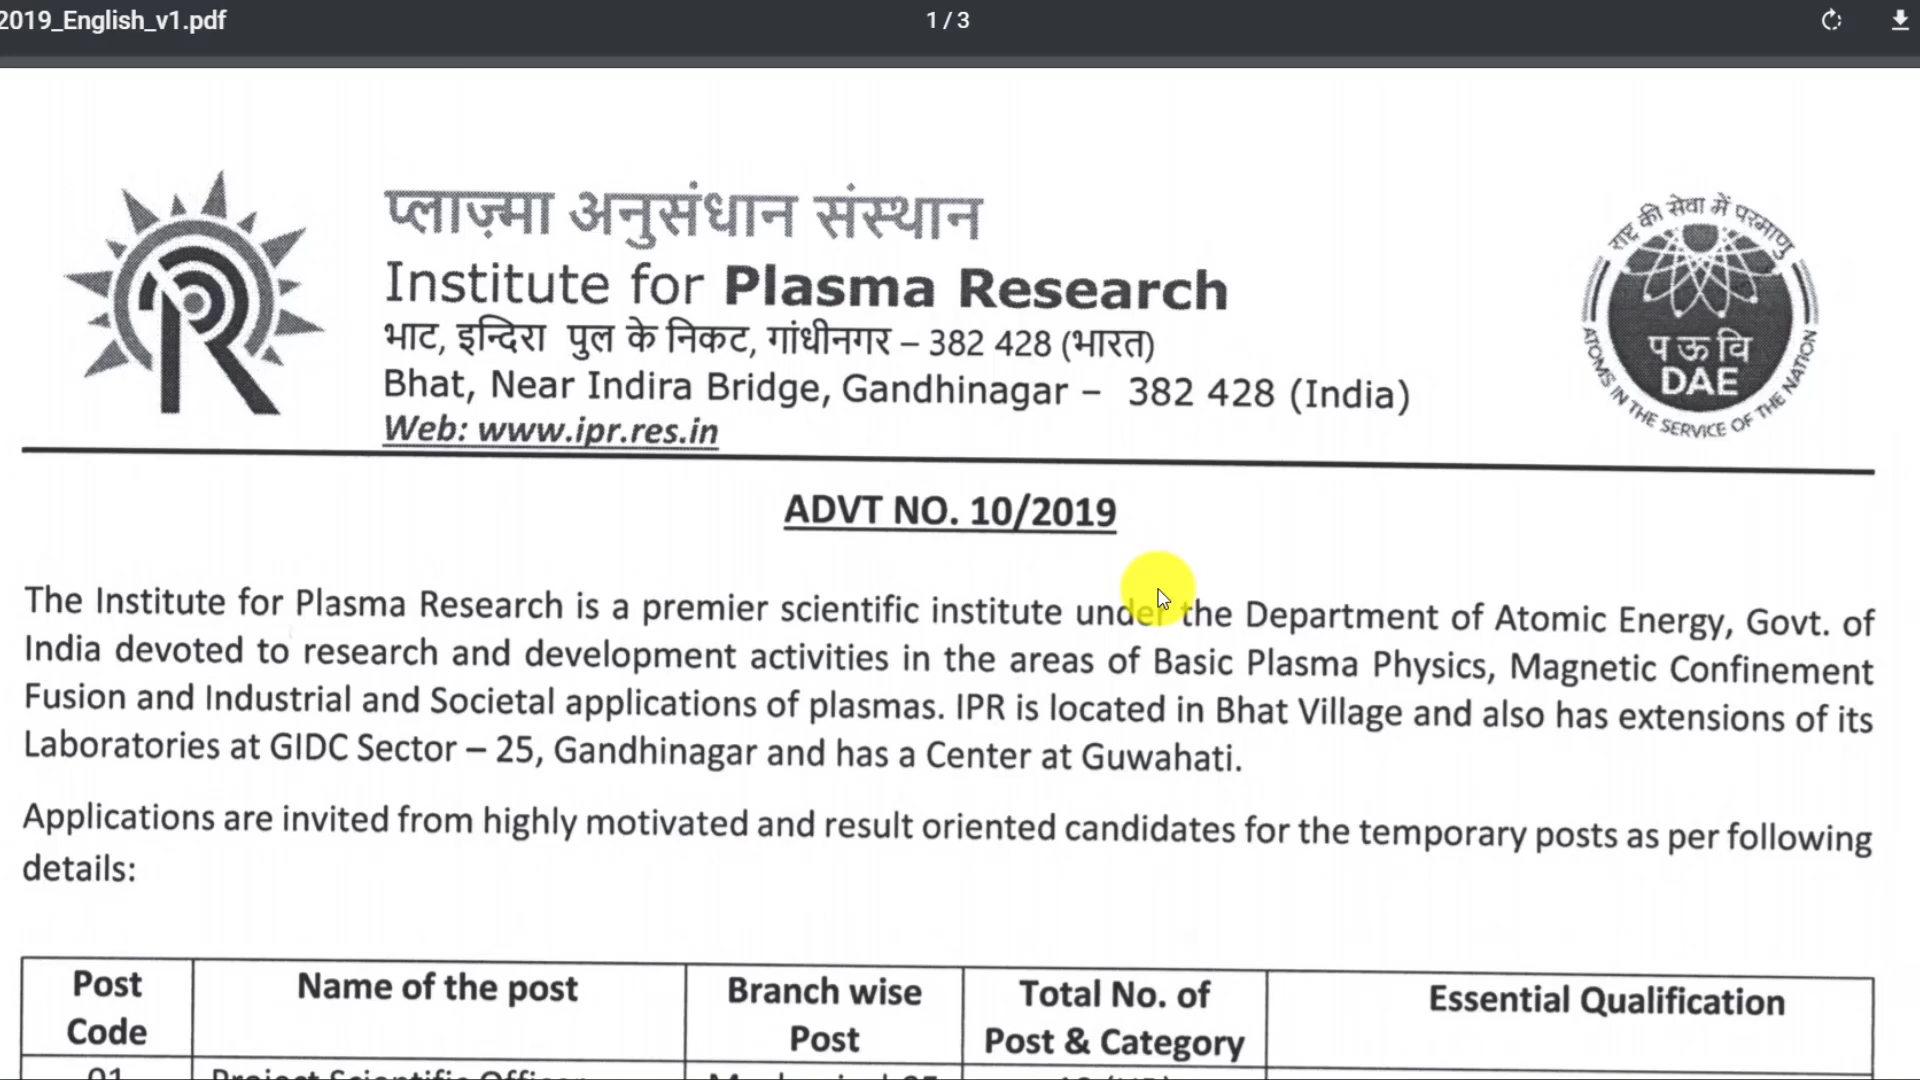 2019_English_v1.pdf
1 / 3
प्लाज़्मा अनुसंधान संस्थान
Institute for Plasma Research
भाट, इन्दिरा पुल के निकट, गांधीनगर – 382 428 (भारत)
Bhat, Near Indira Bridge, Gandhinagar – 382 428 (India)
Web: www.ipr.res.in
राष्ट्र की सेवा में परमाणु
प ऊ वि
DAE
ATOMS IN THE SERVICE OF THE NATION
ADVT NO. 10/2019
The Institute for Plasma Research is a premier scientific institute under the Department of Atomic Energy, Govt. of
India devoted to research and development activities in the areas of Basic Plasma Physics, Magnetic Confinement
Fusion and Industrial and Societal applications of plasmas. IPR is located in Bhat Village and also has extensions of its
Laboratories at GIDC Sector – 25, Gandhinagar and has a Center at Guwahati.
Applications are invited from highly motivated and result oriented candidates for the temporary posts as per following
details:
Post
Code
Name of the post
Branch wise
Post
Total No. of
Post & Category
Essential Qualification
01
Project Scientific Officer